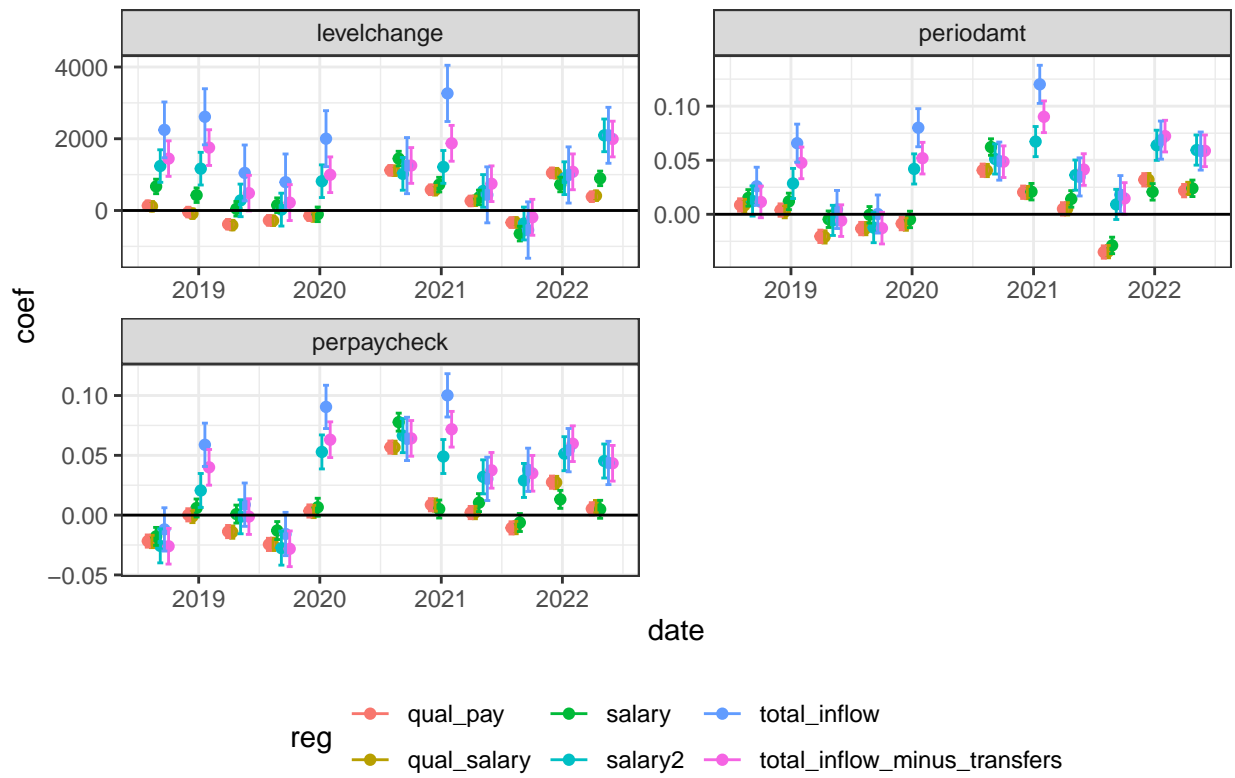 levelchange
periodamt
4000
2000
0
0.10
0.05
0.00
2019 2020 2021 2022
2019 2020 2021 2022
coef
perpaycheck
0.10
0.05
0.00
−0.05
2019 2020 2021 2022
date
reg
qual_pay salary total_inflow
qual_salary salary2 total_inflow_minus_transfers